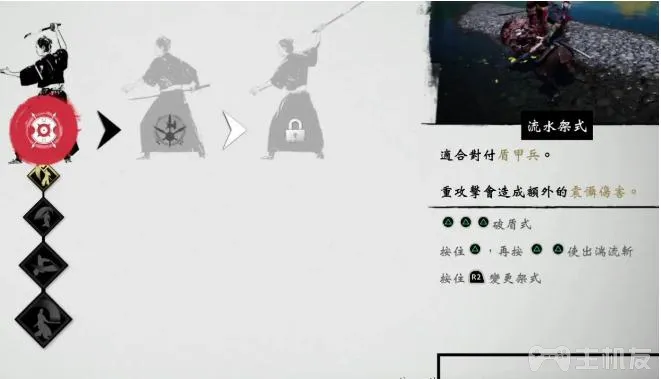 流水架式
適合對付盾甲兵。
重攻擊會造成額外的震懾傷害。
破盾式
按住，再按 使出湍流斬
按住 R2 變更架式
主机友